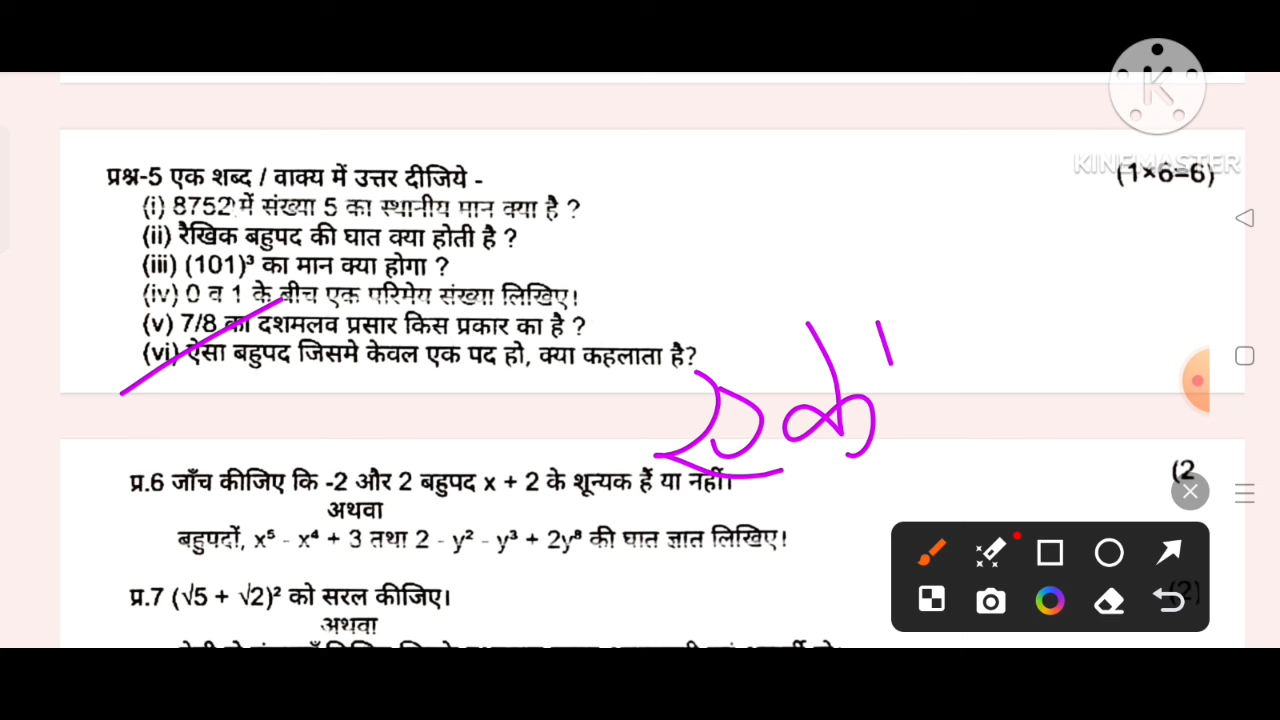 KINEMASTER
प्रश्न-5 एक शब्द / वाक्य में उत्तर दीजिये - (1×6=6)
(i) 8752 में संख्या 5 का स्थानीय मान क्या है ?
(ii) रैखिक बहुपद की घात क्या होती है ?
(iii) (101)³ का मान क्या होगा ?
(iv) 0 व 1 के बीच एक परिमेय संख्या लिखिए।
(v) 7/8 का दशमलव प्रसार किस प्रकार का है ?
(vi) ऐसा बहुपद जिसमे केवल एक पद हो, क्या कहलाता है?
प्र.6 जाँच कीजिए कि -2 और 2 बहुपद x + 2 के शून्यक हैं या नहीं। (2
अथवा
बहुपदों, x⁵ - x⁴ + 3 तथा 2 - y² - y³ + 2y⁸ की घात ज्ञात लिखिए।
प्र.7 (√5 + √2)² को सरल कीजिए। (2)
अथवा